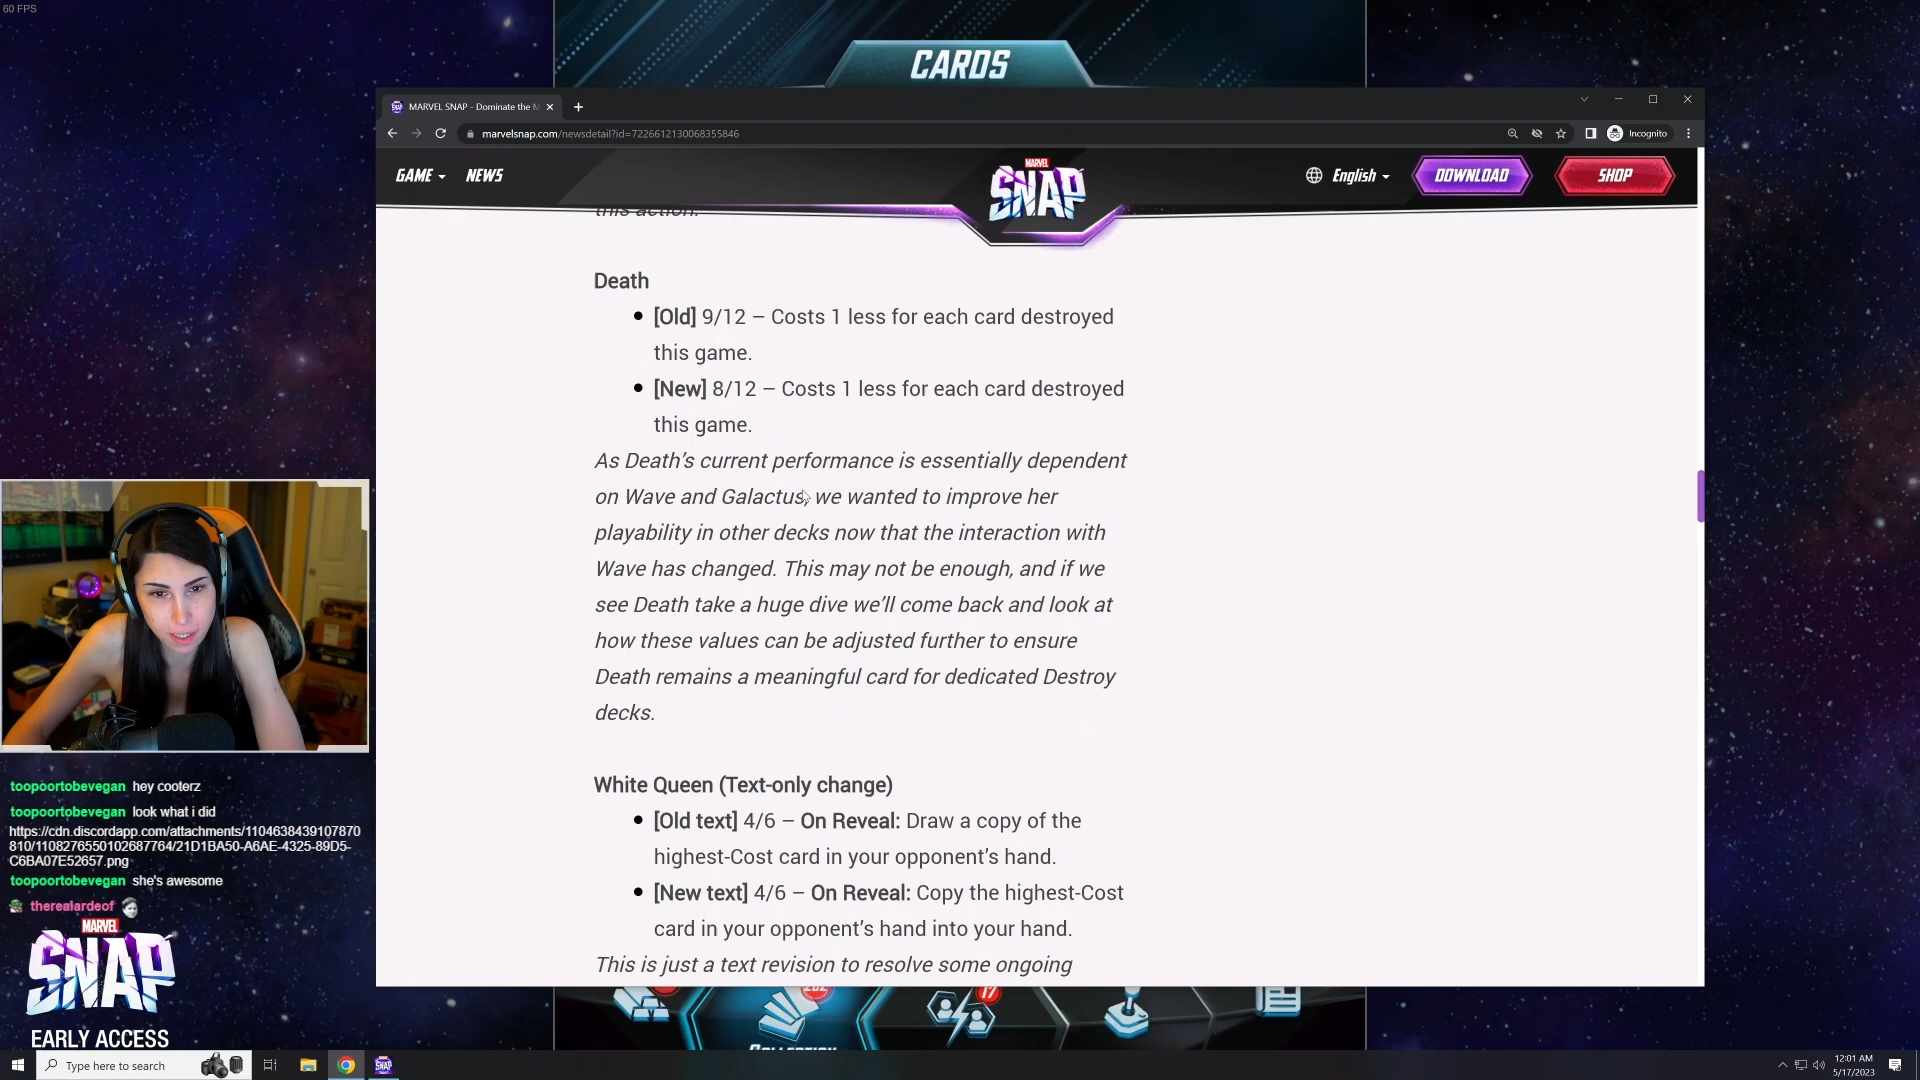 60 FPS
CARDS
MARVEL SNAP - Dominate the M
marvelsnap.com/newsdetail?id=7226612130068355846
Incognito
GAME
NEWS
MARVEL
SNAP
English
DOWNLOAD
SHOP
this action.
Death
[Old] 9/12 – Costs 1 less for each card destroyed
this game.
[New] 8/12 – Costs 1 less for each card destroyed
this game.
As Death's current performance is essentially dependent
on Wave and Galactus, we wanted to improve her
playability in other decks now that the interaction with
Wave has changed. This may not be enough, and if we
see Death take a huge dive we'll come back and look at
how these values can be adjusted further to ensure
Death remains a meaningful card for dedicated Destroy
decks.
White Queen (Text-only change)
[Old text] 4/6 – On Reveal: Draw a copy of the
highest-Cost card in your opponent's hand.
[New text] 4/6 – On Reveal: Copy the highest-Cost
card in your opponent's hand into your hand.
This is just a text revision to resolve some ongoing
toopoortobevegan hey cooterz
toopoortobevegan look what i did
https://cdn.discordapp.com/attachments/1104638439107870
810/1108276550102687764/21D1BA50-A6AE-4325-89D5-
C6BA07E52657.png
toopoortobevegan she's awesome
therealardeof
MARVEL
SNAP
EARLY ACCESS
17
Type here to search
SNAP
12:01 AM
5/17/2023